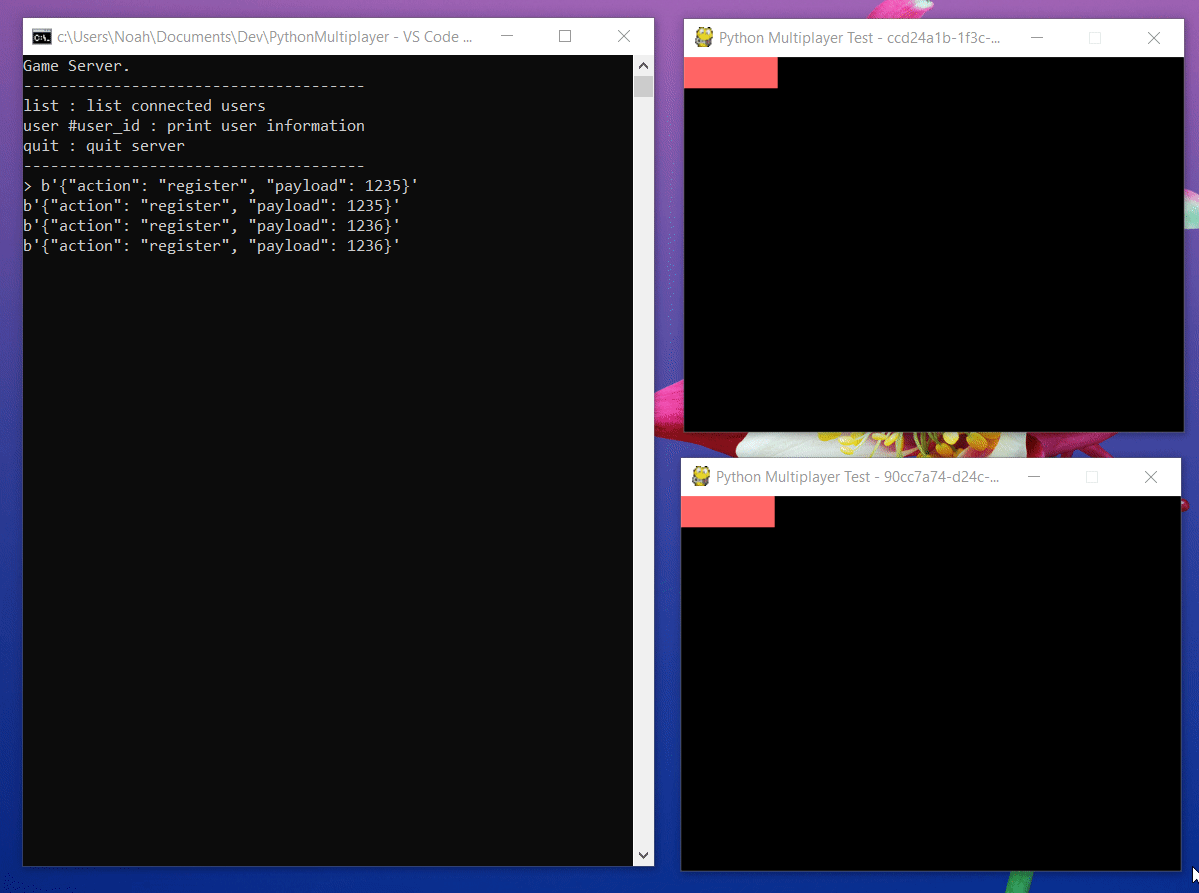 c:\Users\Noah\Documents\Dev\PythonMultiplayer - VS Code ...
Game Server.
--------------------------------------
list : list connected users
user #user_id : print user information
quit : quit server
--------------------------------------
> b'{"action": "register", "payload": 1235}'
b'{"action": "register", "payload": 1235}'
b'{"action": "register", "payload": 1236}'
b'{"action": "register", "payload": 1236}'
Python Multiplayer Test - ccd24a1b-1f3c-...
Python Multiplayer Test - 90cc7a74-d24c-...